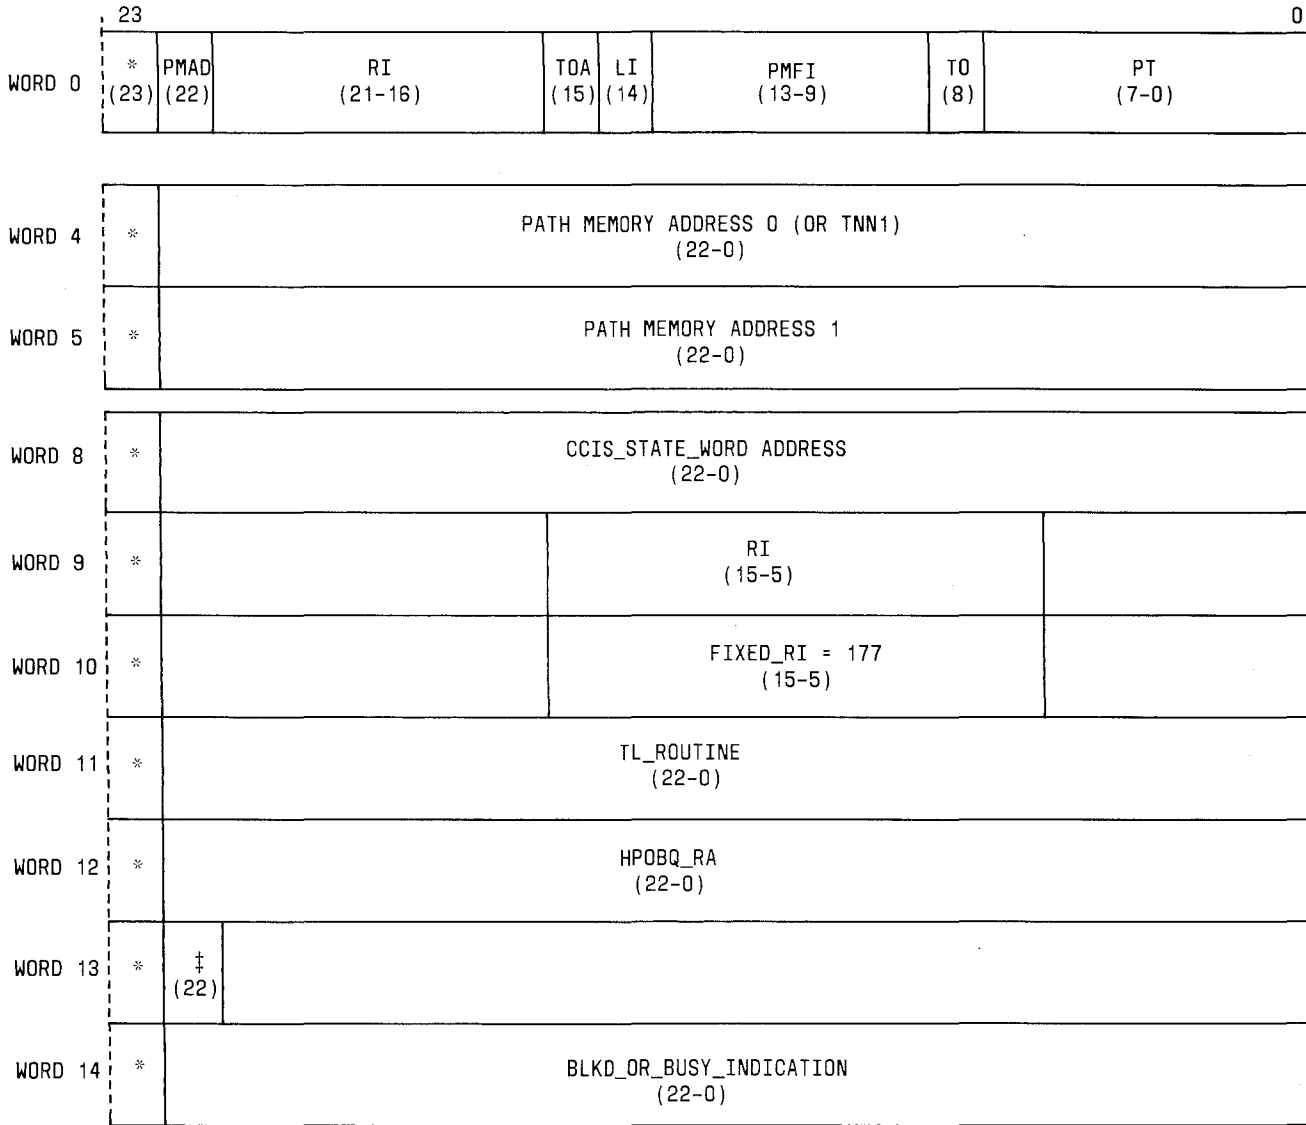 23 0
WORD 0 * (23) PMAD (22) RI (21-16) TOA (15) LI (14) PMFI (13-9) TO (8) PT (7-0)
WORD 4 * PATH MEMORY ADDRESS 0 (OR TNN1)
(22-0)
WORD 5 * PATH MEMORY ADDRESS 1
(22-0)
WORD 8 * CCIS_STATE_WORD ADDRESS
(22-0)
WORD 9 * RI
(15-5)
WORD 10 * FIXED_RI = 177
(15-5)
WORD 11 * TL_ROUTINE
(22-0)
WORD 12 * HPOBQ_RA
(22-0)
WORD 13 * ‡
(22)
WORD 14 * BLKD_OR_BUSY_INDICATION
(22-0)